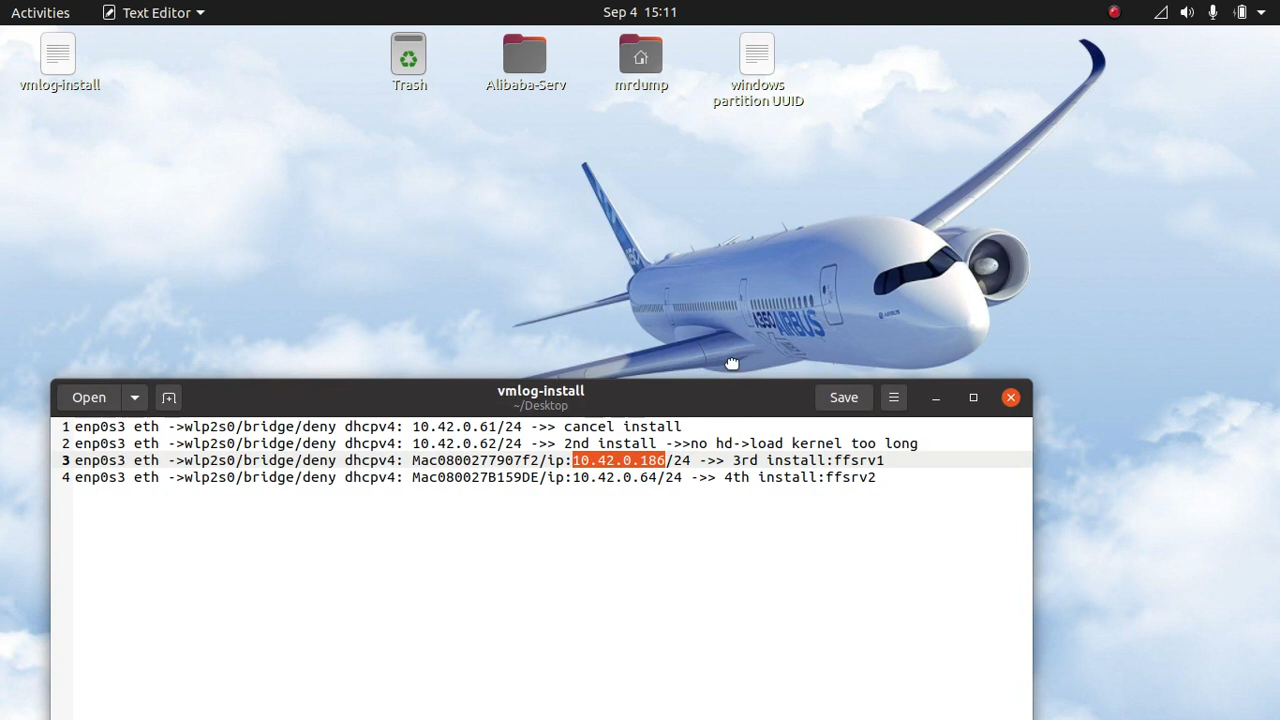 Activities
Text Editor
Sep 4 15:11
vmlog-install
Trash
Alibaba-Serv
mrdump
windows
partition UUID
A350 AIRBUS
AIRBUS
Open
vmlog-install
~/Desktop
Save
1 enp0s3 eth ->wlp2s0/bridge/deny dhcpv4: 10.42.0.61/24 ->> cancel install
2 enp0s3 eth ->wlp2s0/bridge/deny dhcpv4: 10.42.0.62/24 ->> 2nd install ->>no hd->load kernel too long
3 enp0s3 eth ->wlp2s0/bridge/deny dhcpv4: Mac0800277907f2/ip:10.42.0.186/24 ->> 3rd install:ffsrv1
4 enp0s3 eth ->wlp2s0/bridge/deny dhcpv4: Mac080027B159DE/ip:10.42.0.64/24 ->> 4th install:ffsrv2